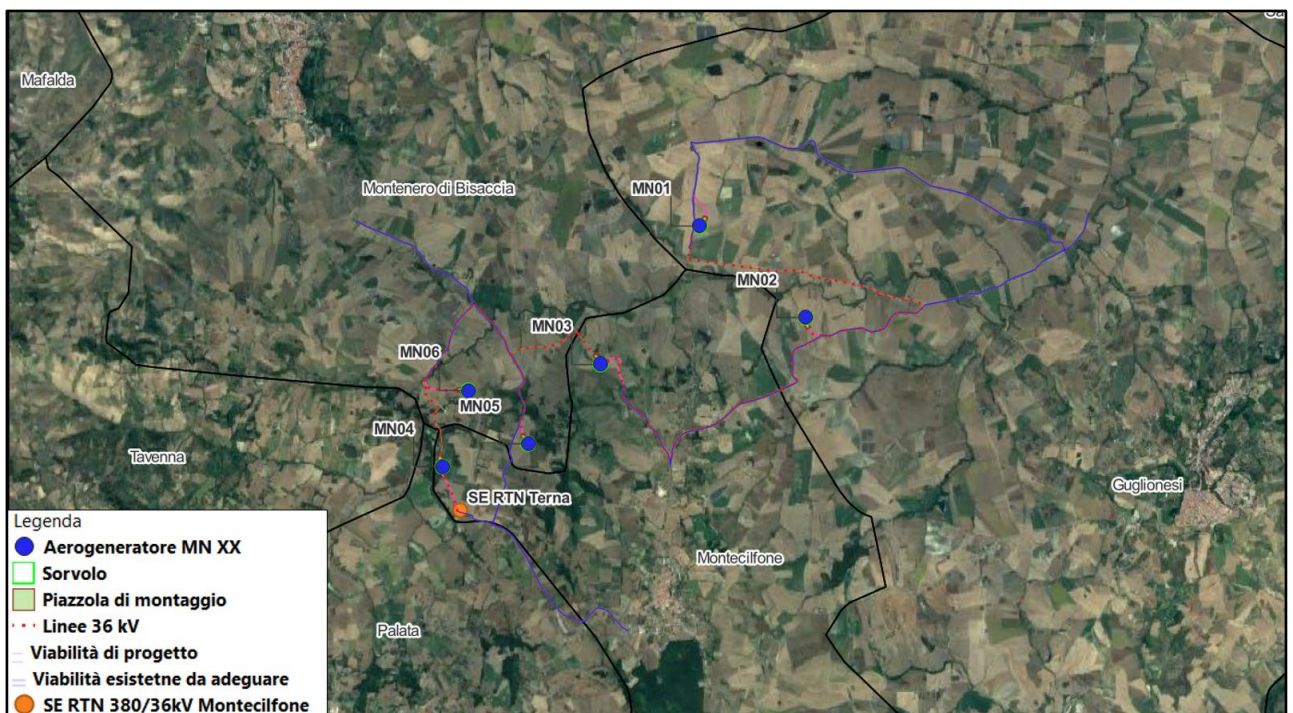 Mafalda
Montenero di Bisaccia
MN01
MN02
MN03
MN06
MN05
MN04
Tavenna
SE RTN Terna
Guglionesi
Montecilfone
Palata
Legenda
Aerogeneratore MN XX
Sorvolo
Piazzola di montaggio
Linee 36 kV
Viabilità di progetto
Viabilità esistetne da adeguare
SE RTN 380/36kV Montecilfone